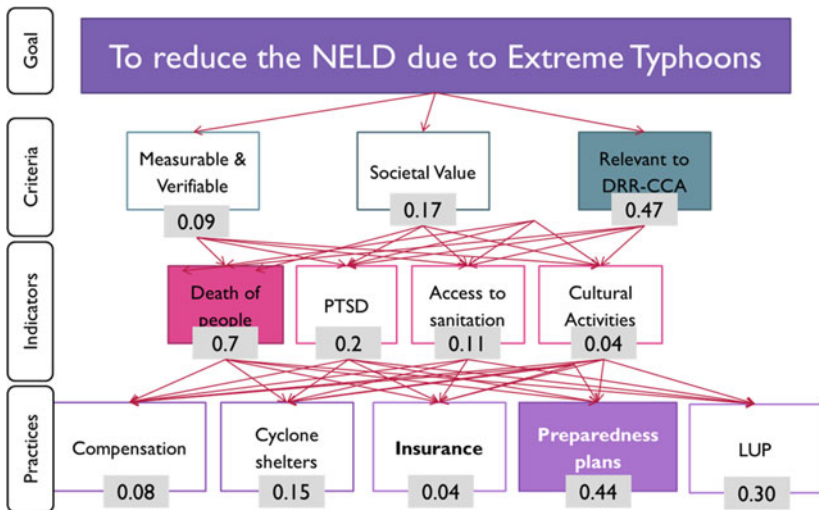 Goal
To reduce the NELD due to Extreme Typhoons
Criteria
Measurable &
Verifiable
0.09
Societal Value
0.17
Relevant to
DRR-CCA
0.47
Indicators
Death of
people
0.7
PTSD
0.2
Access to
sanitation
0.11
Cultural
Activities
0.04
Practices
Compensation
0.08
Cyclone
shelters
0.15
Insurance
0.04
Preparedness
plans
0.44
LUP
0.30